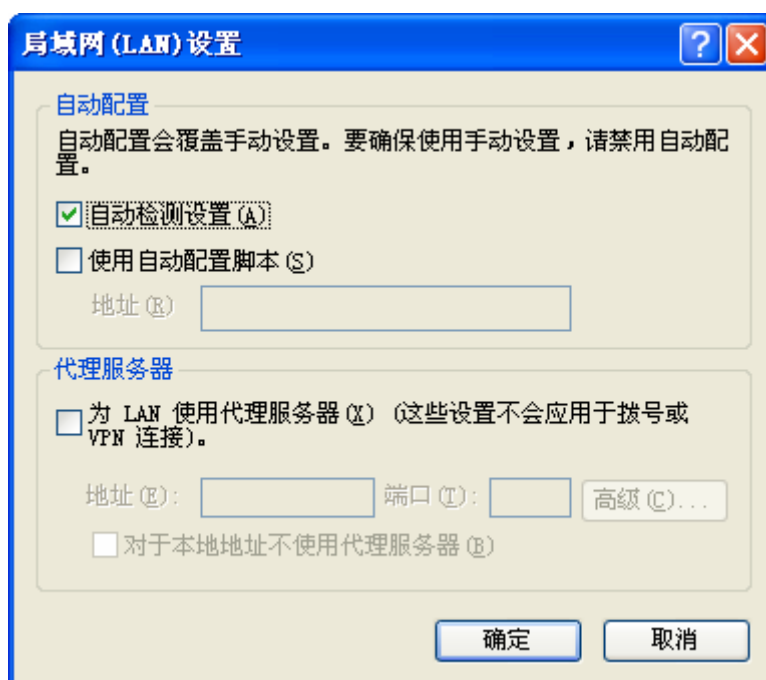 局域网(LAN)设置
自动配置
自动配置会覆盖手动设置。要确保使用手动设置，请禁用自动配
置。
自动检测设置(A)
使用自动配置脚本(S)
地址(R)
代理服务器
为 LAN 使用代理服务器(X) (这些设置不会应用于拨号或
VPN 连接)。
地址(E): 端口(T): 高级(C)...
对于本地地址不使用代理服务器(B)
确定 取消